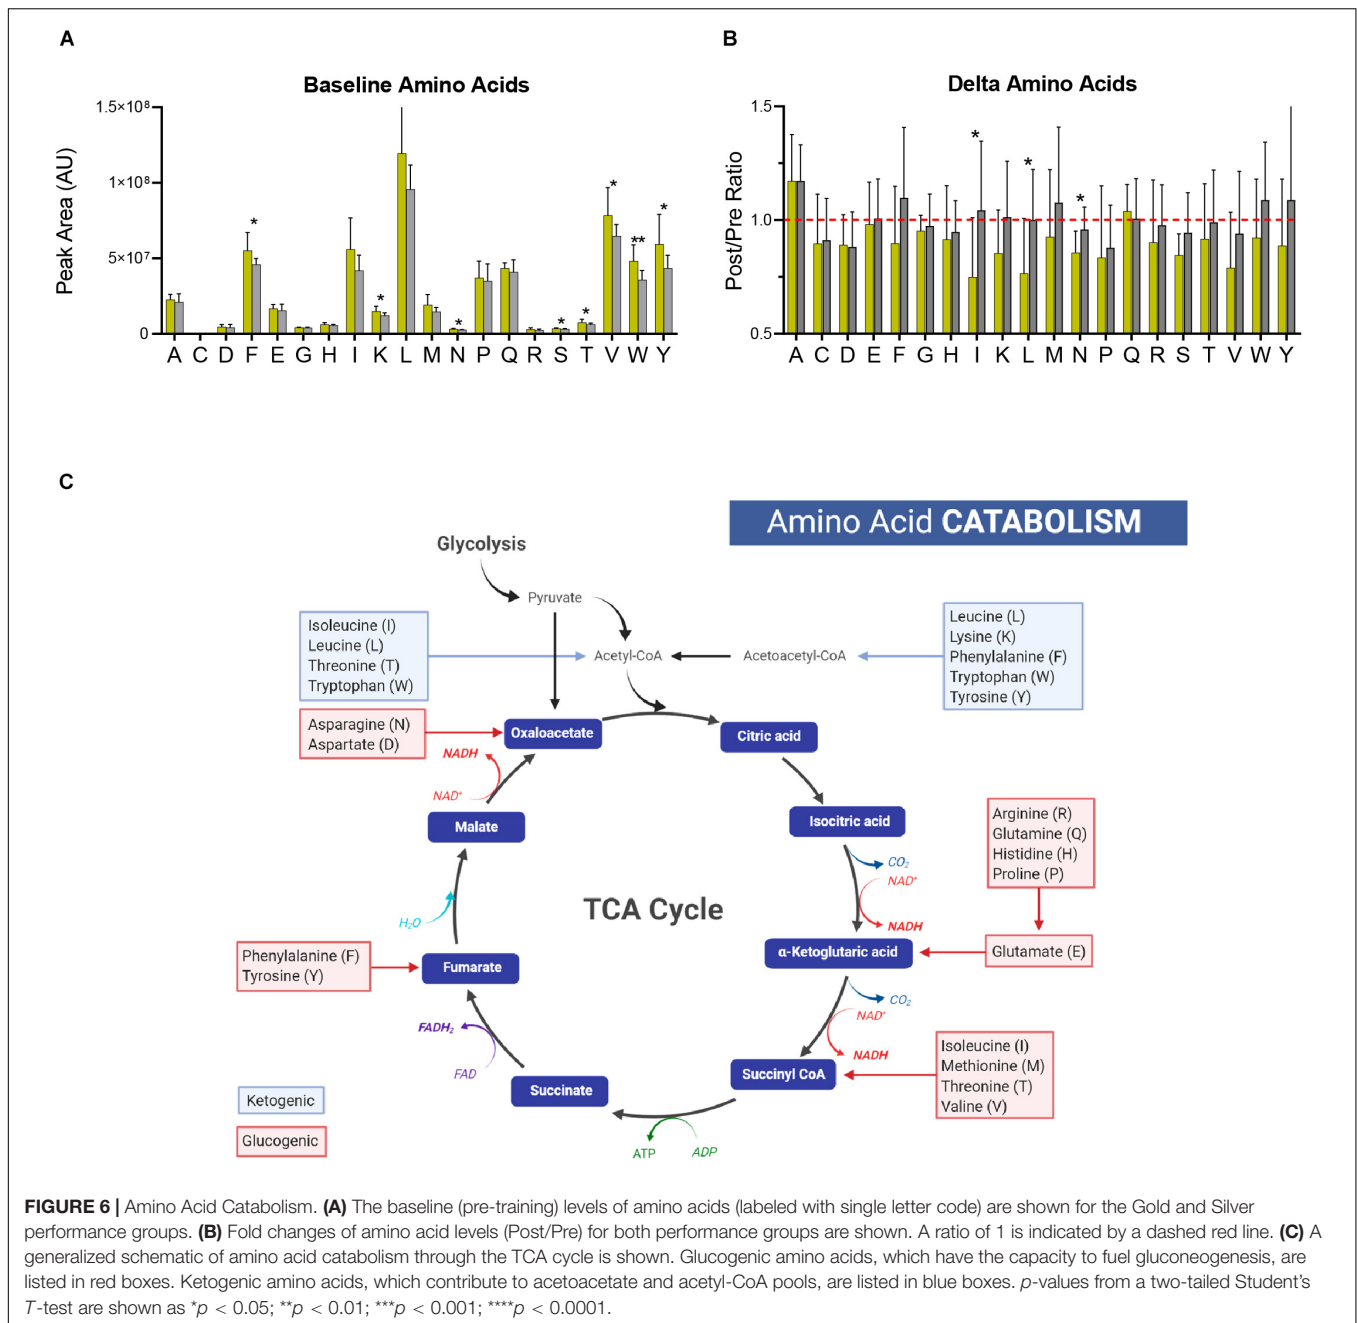 A
Baseline Amino Acids
1.5×10⁸
1×10⁸
5×10⁷
0
Peak Area (AU)
* * * * * * * ** *
A C D F E G H I K L M N P Q R S T V W Y
B
Delta Amino Acids
1.5
1.0
0.5
Post/Pre Ratio
* * *
A C D E F G H I K L M N P Q R S T V W Y
C
Amino Acid CATABOLISM
Glycolysis
Pyruvate
Acetyl-CoA
Acetoacetyl-CoA
Isoleucine (I)
Leucine (L)
Threonine (T)
Tryptophan (W)
Leucine (L)
Lysine (K)
Phenylalanine (F)
Tryptophan (W)
Tyrosine (Y)
Asparagine (N)
Aspartate (D)
Oxaloacetate
Citric acid
NADH
NAD⁺
Malate
Isocitric acid
Arginine (R)
Glutamine (Q)
Histidine (H)
Proline (P)
CO₂
NAD⁺
NADH
TCA Cycle
H₂O
Glutamate (E)
α-Ketoglutaric acid
Phenylalanine (F)
Tyrosine (Y)
Fumarate
CO₂
NAD⁺
NADH
FADH₂
FAD
Isoleucine (I)
Methionine (M)
Threonine (T)
Valine (V)
Succinyl CoA
Succinate
ATP
ADP
Ketogenic
Glucogenic
FIGURE 6 | Amino Acid Catabolism. (A) The baseline (pre-training) levels of amino acids (labeled with single letter code) are shown for the Gold and Silver
performance groups. (B) Fold changes of amino acid levels (Post/Pre) for both performance groups are shown. A ratio of 1 is indicated by a dashed red line. (C) A
generalized schematic of amino acid catabolism through the TCA cycle is shown. Glucogenic amino acids, which have the capacity to fuel gluconeogenesis, are
listed in red boxes. Ketogenic amino acids, which contribute to acetoacetate and acetyl-CoA pools, are listed in blue boxes. p-values from a two-tailed Student's
T-test are shown as *p < 0.05; **p < 0.01; ***p < 0.001; ****p < 0.0001.